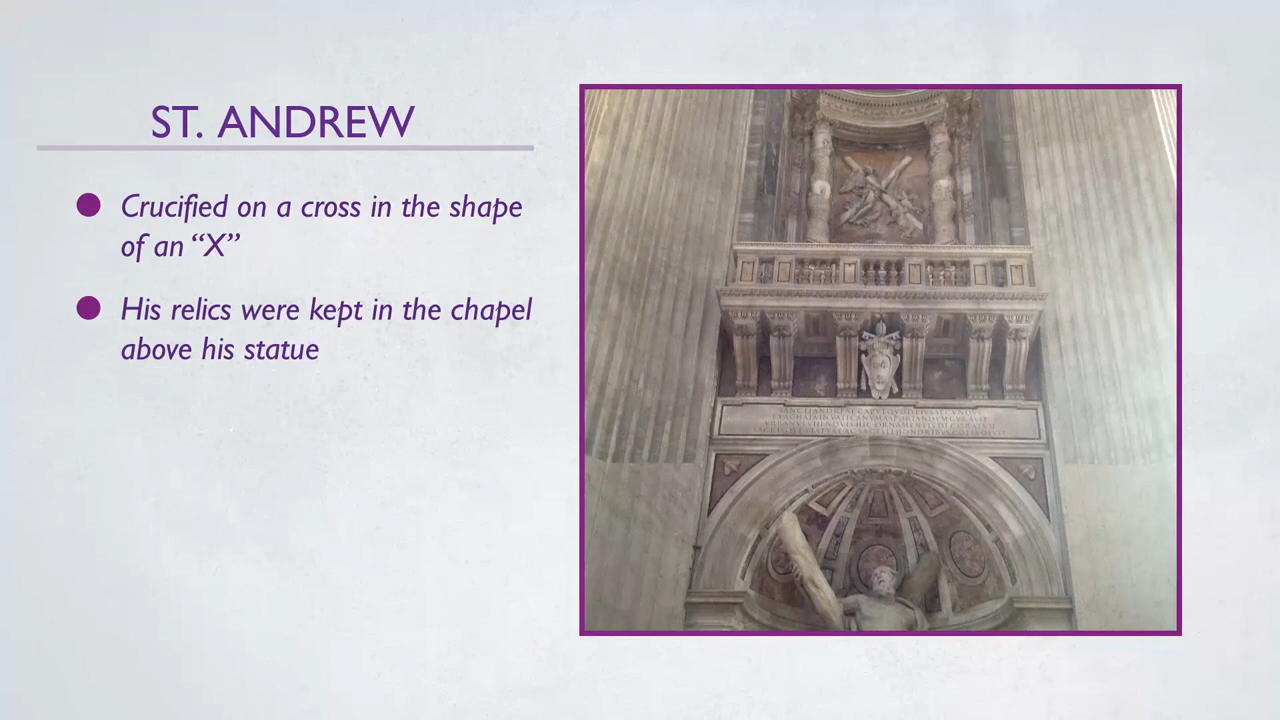 ST. ANDREW
Crucified on a cross in the shape
of an “X”
His relics were kept in the chapel
above his statue